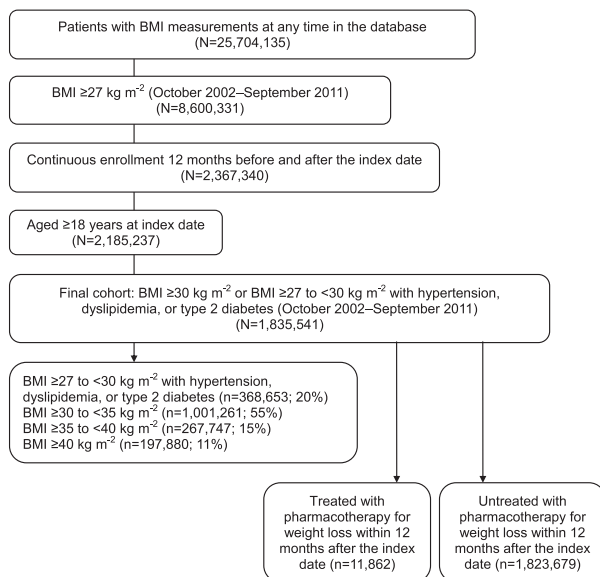 Patients with BMI measurements at any time in the database
(N=25,704,135)
BMI ≥27 kg m⁻² (October 2002–September 2011)
(N=8,600,331)
Continuous enrollment 12 months before and after the index date
(N=2,367,340)
Aged ≥18 years at index date
(N=2,185,237)
Final cohort: BMI ≥30 kg m⁻² or BMI ≥27 to <30 kg m⁻² with hypertension,
dyslipidemia, or type 2 diabetes (October 2002–September 2011)
(N=1,835,541)
BMI ≥27 to <30 kg m⁻² with hypertension,
dyslipidemia, or type 2 diabetes (n=368,653; 20%)
BMI ≥30 to <35 kg m⁻² (n=1,001,261; 55%)
BMI ≥35 to <40 kg m⁻² (n=267,747; 15%)
BMI ≥40 kg m⁻² (n=197,880; 11%)
Treated with
pharmacotherapy for
weight loss within 12
months after the index
date (n=11,862)
Untreated with
pharmacotherapy for
weight loss within 12
months after the index
date (n=1,823,679)